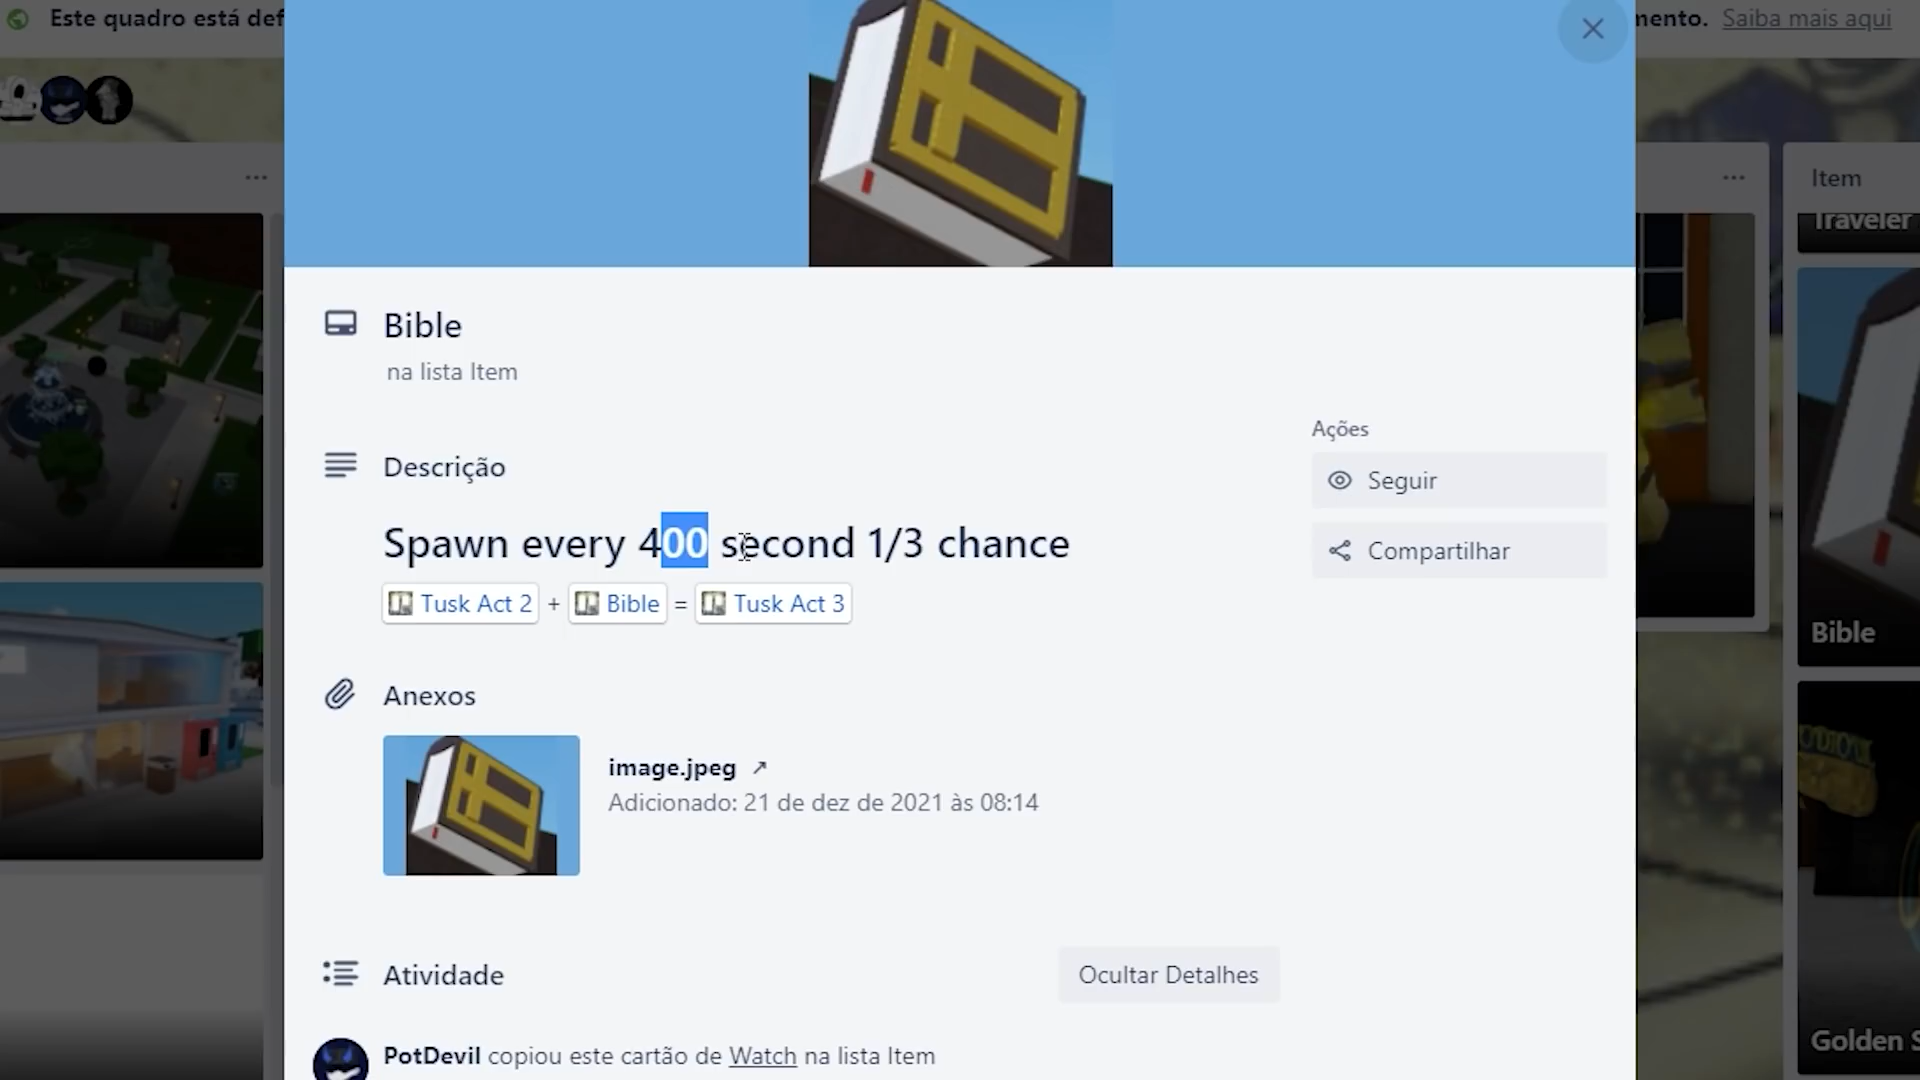 Este quadro está def
mento. Saiba mais aqui
Item
Traveler
Bible
na lista Item
Ações
Descrição
Seguir
Spawn every 400 second 1/3 chance
Compartilhar
Tusk Act 2 + Bible = Tusk Act 3
Bible
Anexos
image.jpeg
Adicionado: 21 de dez de 2021 às 08:14
Atividade
Ocultar Detalhes
Golden S
PotDevil copiou este cartão de Watch na lista Item